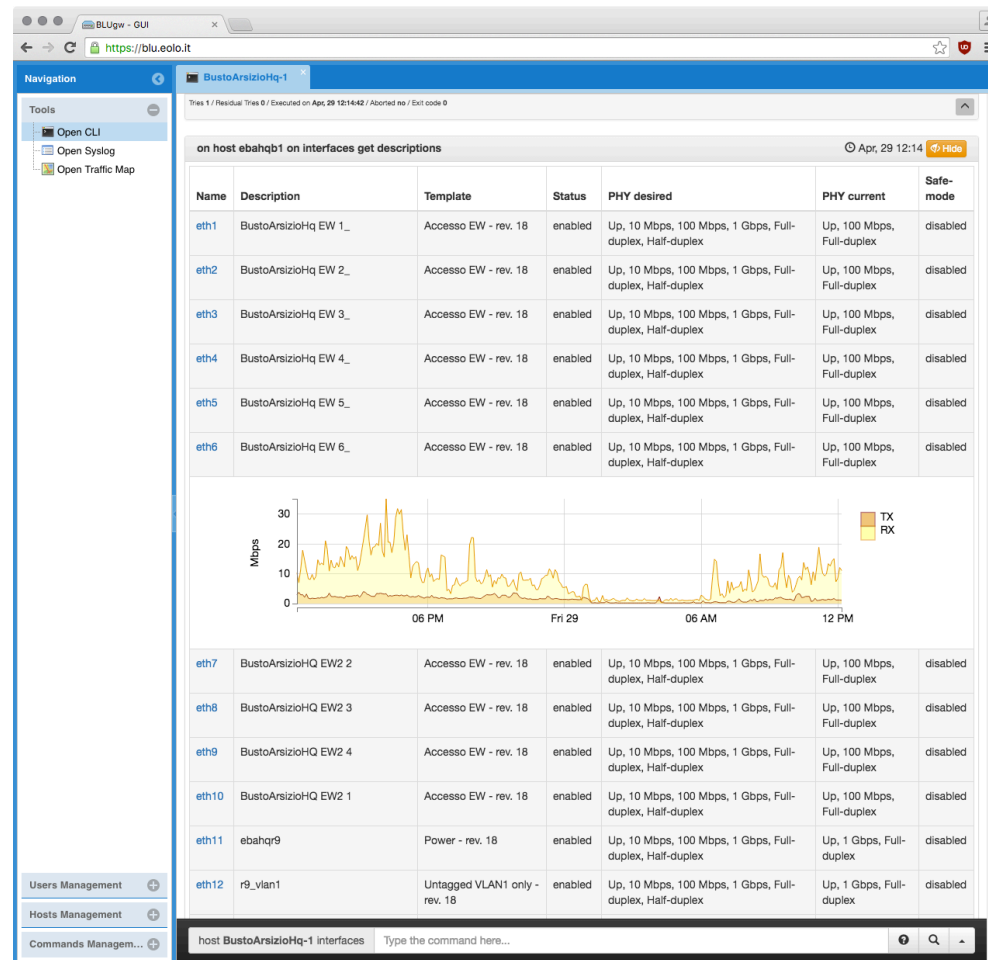 BLUgw - GUI
https://blu.eolo.it
Navigation
BustoArsizioHq-1
Tools
Open CLI
Open Syslog
Open Traffic Map
Tries 1 / Residual Tries 0 / Executed on Apr, 29 12:14:42 / Aborted no / Exit code 0
on host ebahqb1 on interfaces get descriptions Apr, 29 12:14 Hide
Name Description Template Status PHY desired PHY current Safe-
mode
eth1 BustoArsizioHq EW 1_ Accesso EW - rev. 18 enabled Up, 10 Mbps, 100 Mbps, 1 Gbps, Full- Up, 100 Mbps, disabled
duplex, Half-duplex Full-duplex
eth2 BustoArsizioHq EW 2_ Accesso EW - rev. 18 enabled Up, 10 Mbps, 100 Mbps, 1 Gbps, Full- Up, 100 Mbps, disabled
duplex, Half-duplex Full-duplex
eth3 BustoArsizioHq EW 3_ Accesso EW - rev. 18 enabled Up, 10 Mbps, 100 Mbps, 1 Gbps, Full- Up, 100 Mbps, disabled
duplex, Half-duplex Full-duplex
eth4 BustoArsizioHq EW 4_ Accesso EW - rev. 18 enabled Up, 10 Mbps, 100 Mbps, 1 Gbps, Full- Up, 100 Mbps, disabled
duplex, Half-duplex Full-duplex
eth5 BustoArsizioHq EW 5_ Accesso EW - rev. 18 enabled Up, 10 Mbps, 100 Mbps, 1 Gbps, Full- Up, 100 Mbps, disabled
duplex, Half-duplex Full-duplex
eth6 BustoArsizioHq EW 6_ Accesso EW - rev. 18 enabled Up, 10 Mbps, 100 Mbps, 1 Gbps, Full- Up, 100 Mbps, disabled
duplex, Half-duplex Full-duplex
Mbps
30
20
10
0
06 PM Fri 29 06 AM 12 PM
TX
RX
eth7 BustoArsizioHQ EW2 2 Accesso EW - rev. 18 enabled Up, 10 Mbps, 100 Mbps, 1 Gbps, Full- Up, 100 Mbps, disabled
duplex, Half-duplex Full-duplex
eth8 BustoArsizioHQ EW2 3 Accesso EW - rev. 18 enabled Up, 10 Mbps, 100 Mbps, 1 Gbps, Full- Up, 100 Mbps, disabled
duplex, Half-duplex Full-duplex
eth9 BustoArsizioHQ EW2 4 Accesso EW - rev. 18 enabled Up, 10 Mbps, 100 Mbps, 1 Gbps, Full- Up, 100 Mbps, disabled
duplex, Half-duplex Full-duplex
eth10 BustoArsizioHQ EW2 1 Accesso EW - rev. 18 enabled Up, 10 Mbps, 100 Mbps, 1 Gbps, Full- Up, 100 Mbps, disabled
duplex, Half-duplex Full-duplex
eth11 ebahqr9 Power - rev. 18 enabled Up, 10 Mbps, 100 Mbps, 1 Gbps, Full- Up, 1 Gbps, Full- disabled
duplex, Half-duplex duplex
eth12 r9_vlan1 Untagged VLAN1 only - enabled Up, 10 Mbps, 100 Mbps, 1 Gbps, Full- Up, 1 Gbps, Full- disabled
rev. 18 duplex, Half-duplex duplex
Users Management
Hosts Management
Commands Managem...
host BustoArsizioHq-1 interfaces Type the command here...